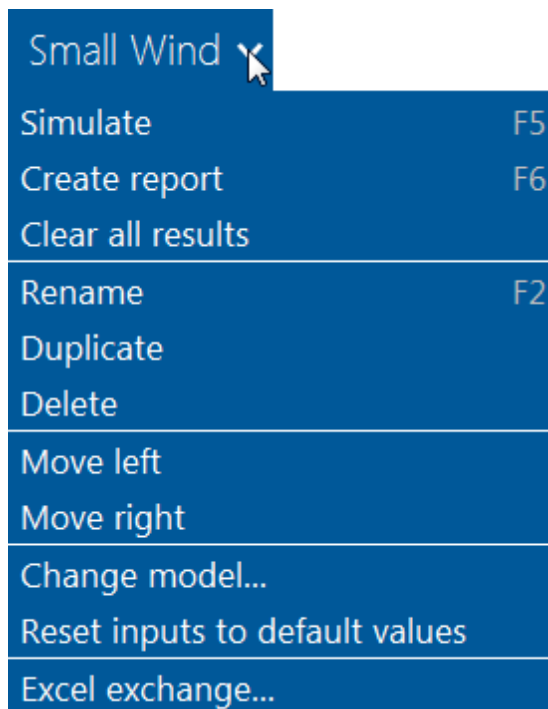 Small Wind
Simulate F5
Create report F6
Clear all results
Rename F2
Duplicate
Delete
Move left
Move right
Change model...
Reset inputs to default values
Excel exchange...